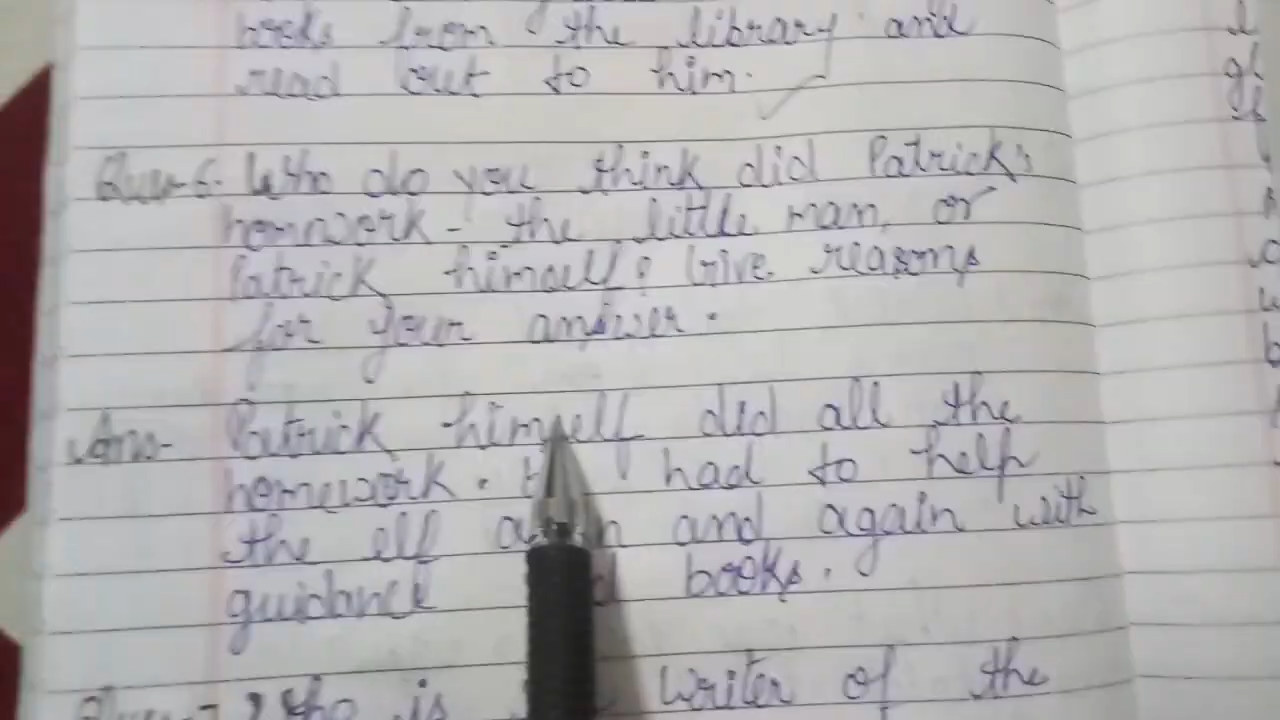 books from the library and
read out to him.
Ques-6. Who do you think did Patrick's
homework - the little man, or
Patrick himself? Give reasons
for your answer.
Ans- Patrick himself did all the
homework. had to help
the elf and again with
guidance books.
is writer of the